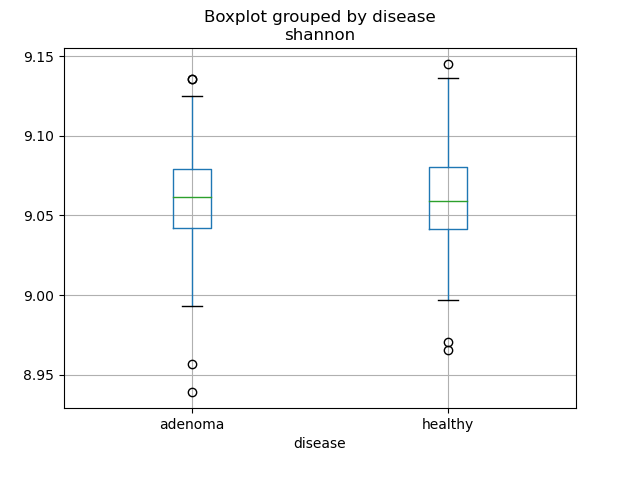 Boxplot grouped by disease
shannon
9.15
9.10
9.05
9.00
8.95
adenoma healthy
disease